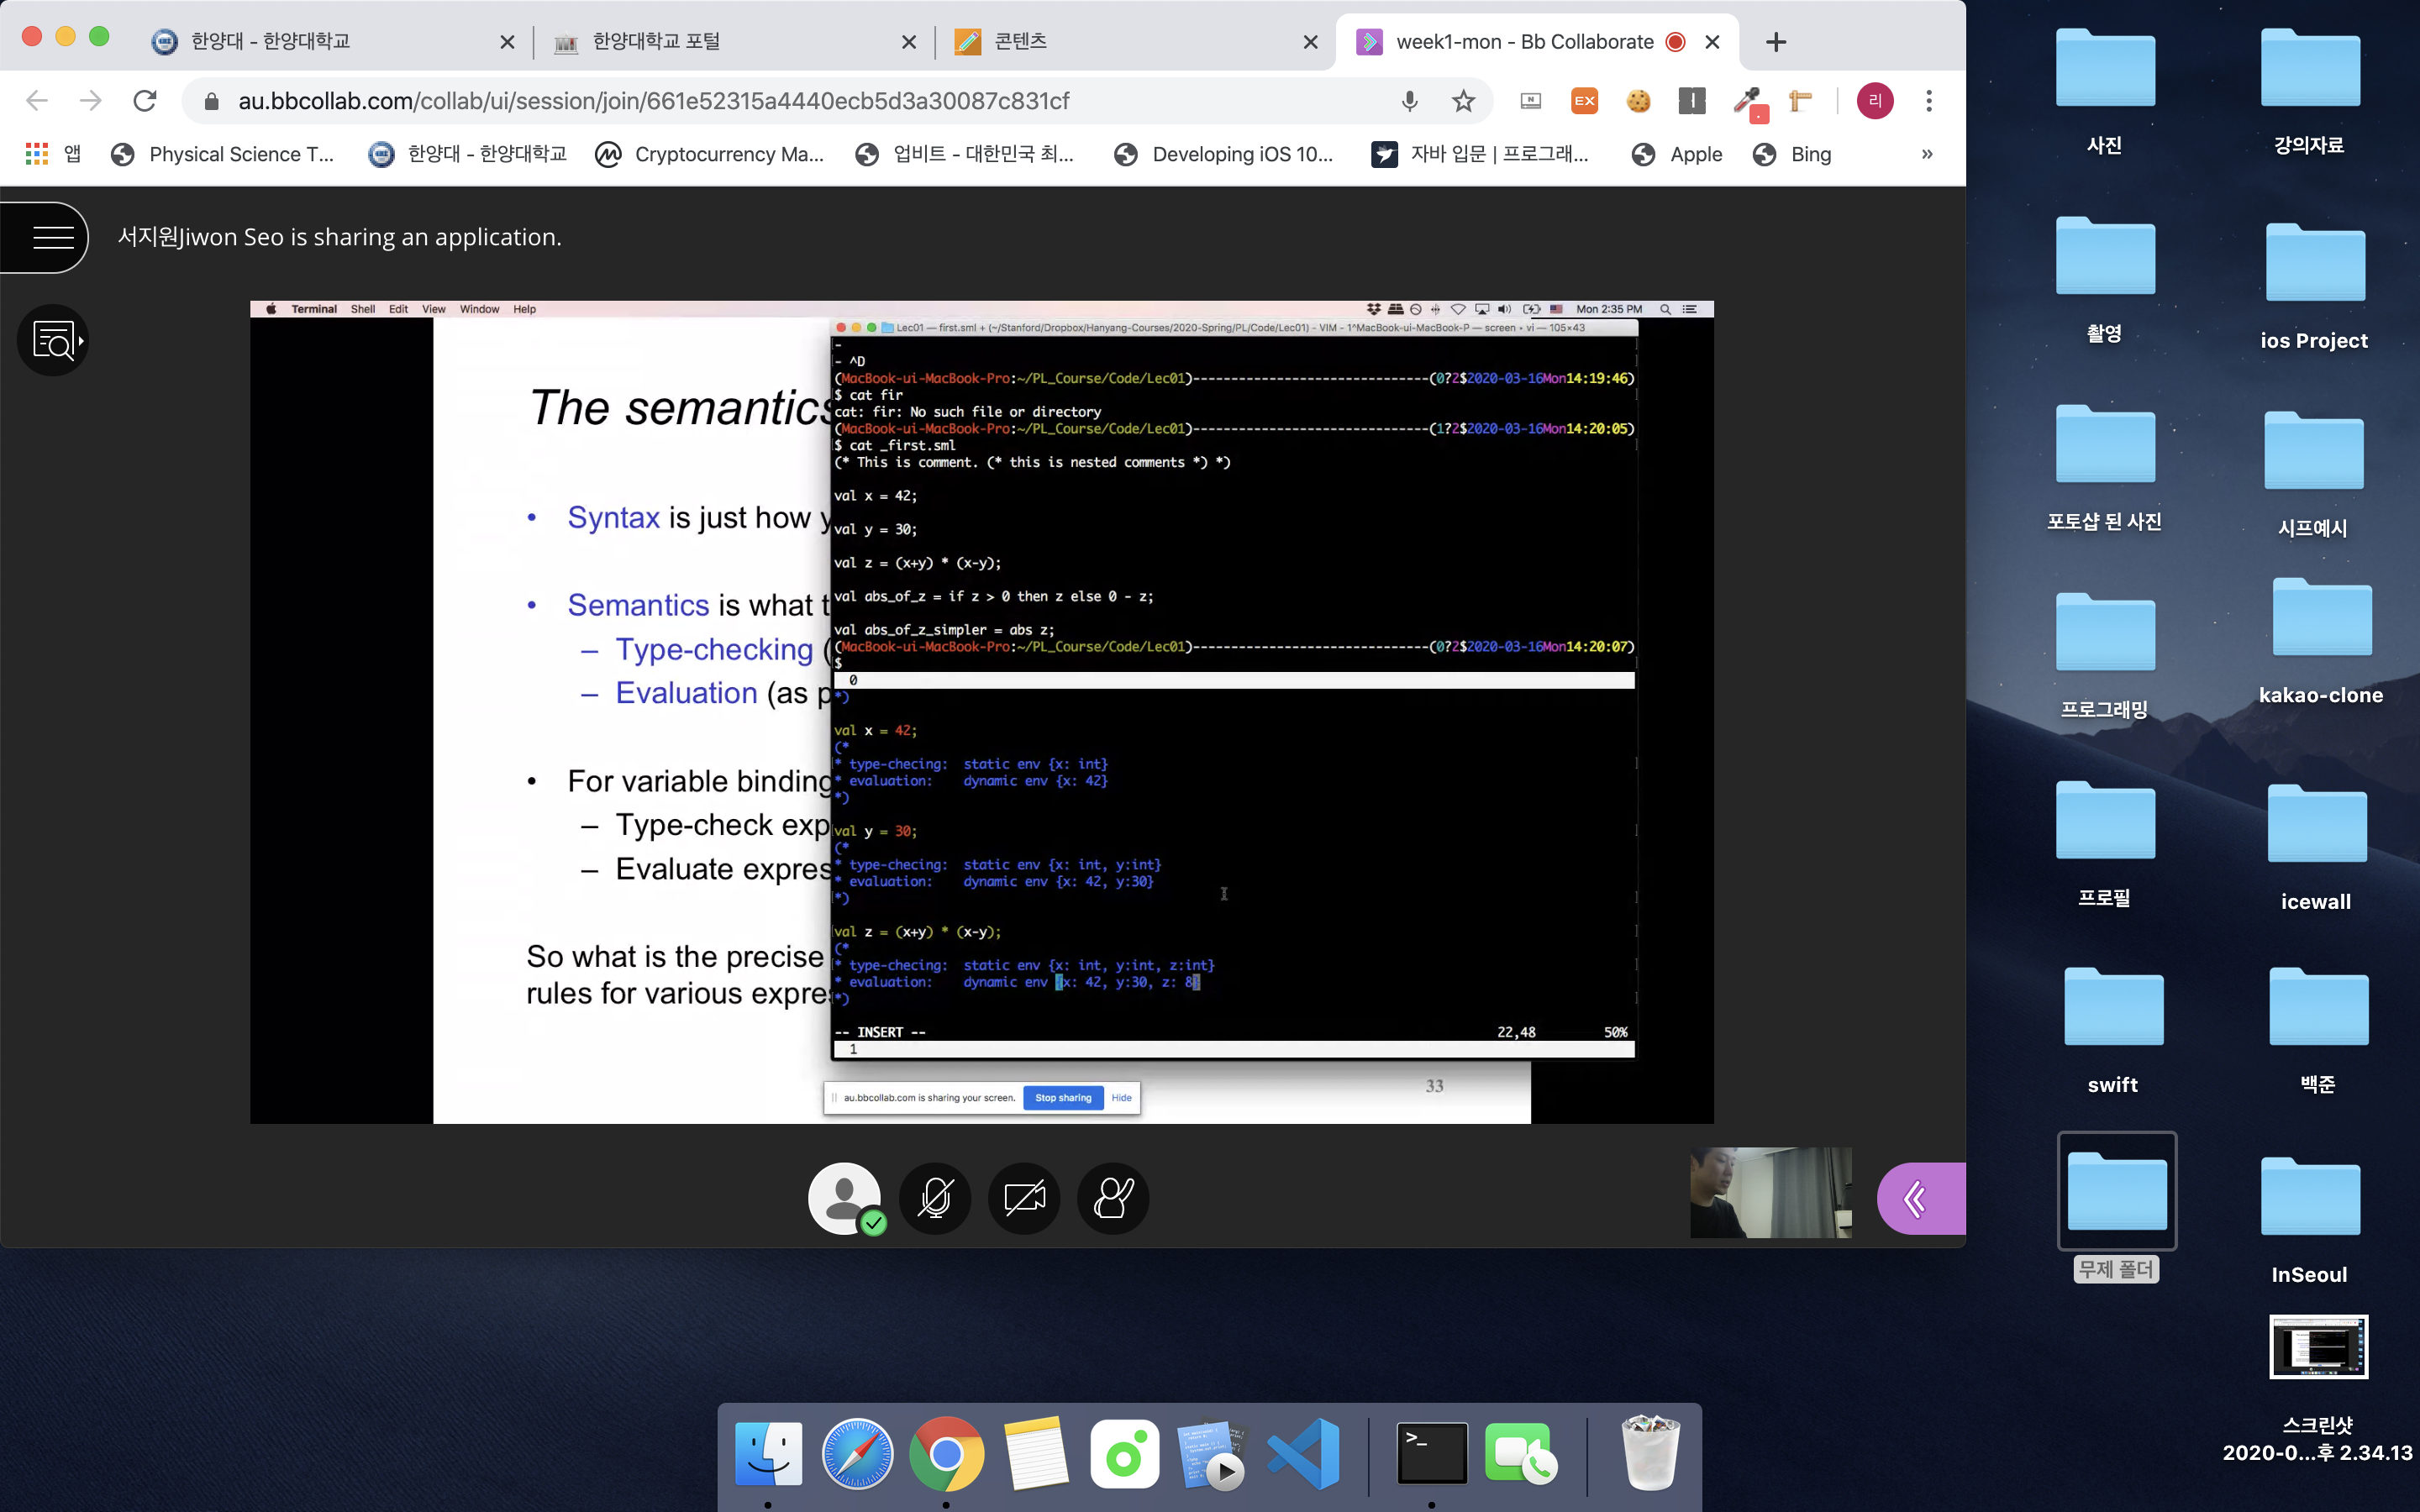 한양대 - 한양대학교
한양대학교 포털
콘텐츠
week1-mon - Bb Collaborate
au.bbcollab.com/collab/ui/session/join/661e52315a4440ecb5d3a30087c831cf
EX
리
앱
Physical Science T...
한양대 - 한양대학교
Cryptocurrency Ma...
업비트 - 대한민국 최...
Developing iOS 10...
자바 입문 | 프로그래...
Apple
Bing
»
서지원Jiwon Seo is sharing an application.
Terminal Shell Edit View Window Help
Mon 2:35 PM
Lec01 — first.sml + (~/Stanford/Dropbox/Hanyang-Courses/2020-Spring/PL/Code/Lec01) - VIM - 1^MacBook-ui-MacBook-P — screen • vi — 105×43
The semantics
• Syntax is just how y
• Semantics is what t
– Type-checking (
– Evaluation (as p
• For variable binding
– Type-check exp
– Evaluate expres
So what is the precise
rules for various expre
33
-
- ^D
(MacBook-ui-MacBook-Pro:~/PL_Course/Code/Lec01)-------------------------------(0?2$2020-03-16Mon14:19:46)
$ cat fir
cat: fir: No such file or directory
(MacBook-ui-MacBook-Pro:~/PL_Course/Code/Lec01)-------------------------------(1?2$2020-03-16Mon14:20:05)
$ cat _first.sml
(* This is comment. (* this is nested comments *) *)
val x = 42;
val y = 30;
val z = (x+y) * (x-y);
val abs_of_z = if z > 0 then z else 0 - z;
val abs_of_z_simpler = abs z;
(MacBook-ui-MacBook-Pro:~/PL_Course/Code/Lec01)-------------------------------(0?2$2020-03-16Mon14:20:07)
$
0
*)
val x = 42;
(*
* type-checing: static env {x: int}
* evaluation: dynamic env {x: 42}
*)
val y = 30;
(*
* type-checing: static env {x: int, y:int}
* evaluation: dynamic env {x: 42, y:30}
*)
val z = (x+y) * (x-y);
(*
* type-checing: static env {x: int, y:int, z:int}
* evaluation: dynamic env {x: 42, y:30, z: 8}
*)
-- INSERT -- 22,48 50%
1
au.bbcollab.com is sharing your screen. Stop sharing Hide
사진
강의자료
촬영
ios Project
포토샵 된 사진
시프예시
프로그래밍
kakao-clone
프로필
icewall
swift
백준
무제 폴더
InSeoul
스크린샷
2020-0...후 2.34.13